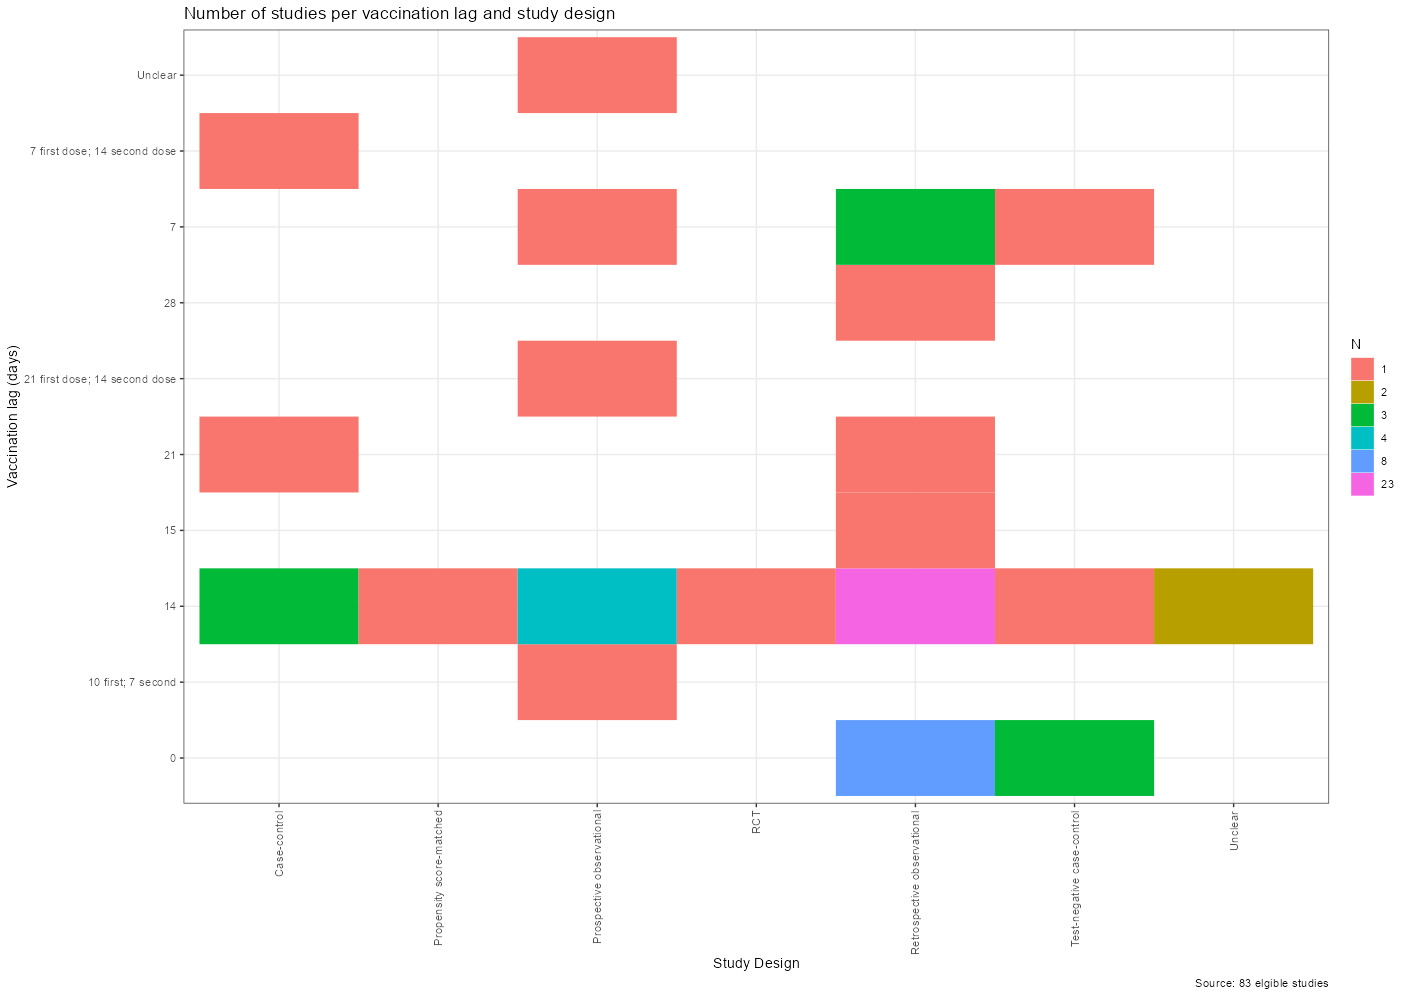 Number of studies per vaccination lag and study design
Vaccination lag (days)
Unclear
7 first dose; 14 second dose
7
28
21 first dose; 14 second dose
21
15
14
10 first; 7 second
0
Case-control
Propensity score-matched
Prospective observational
RCT
Retrospective observational
Test-negative case-control
Unclear
Study Design
N
1
2
3
4
8
23
Source: 83 elgible studies